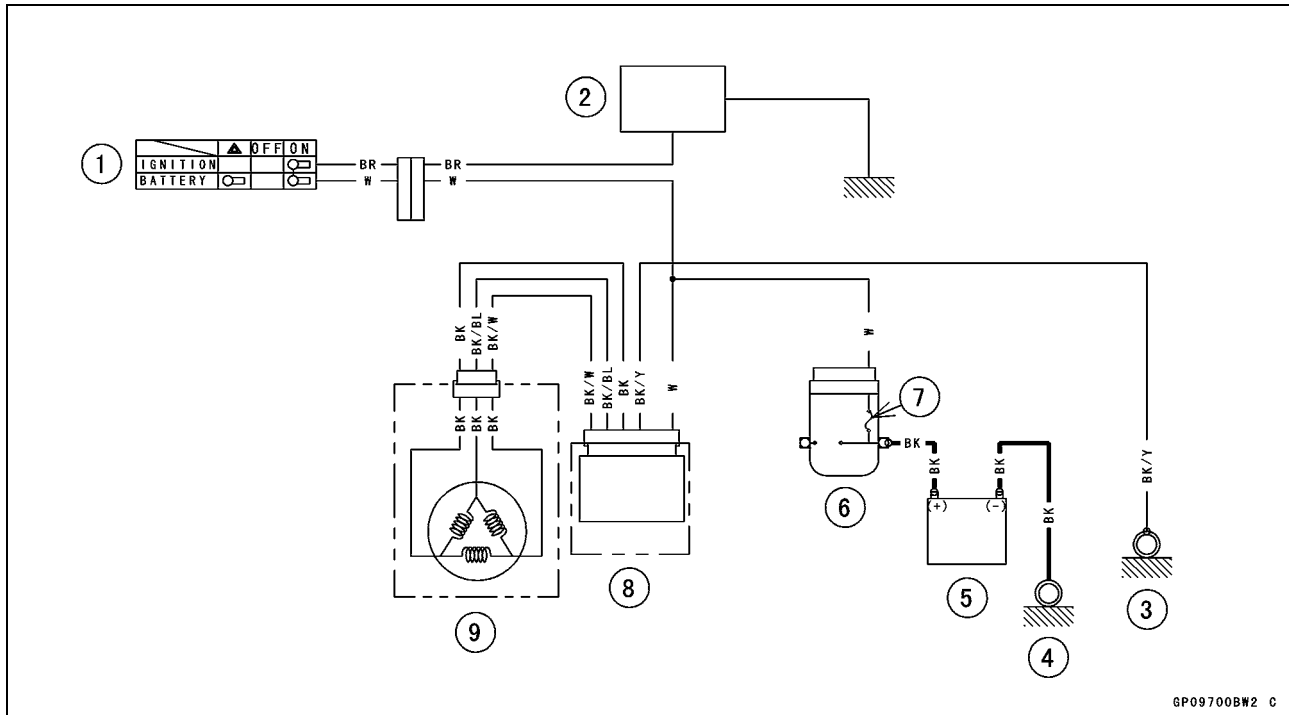 2
1
▲ OFF ON
IGNITION
BATTERY
BR BR
W W
BK
BK/BL
BK/W
BK/W
BK/BL
BK
BK/Y
W
W
7
BK BK BK
BK
BK
BK
BK
BK/Y
(+) (-)
6
5
3
8
9
4
GP09700BW2 C